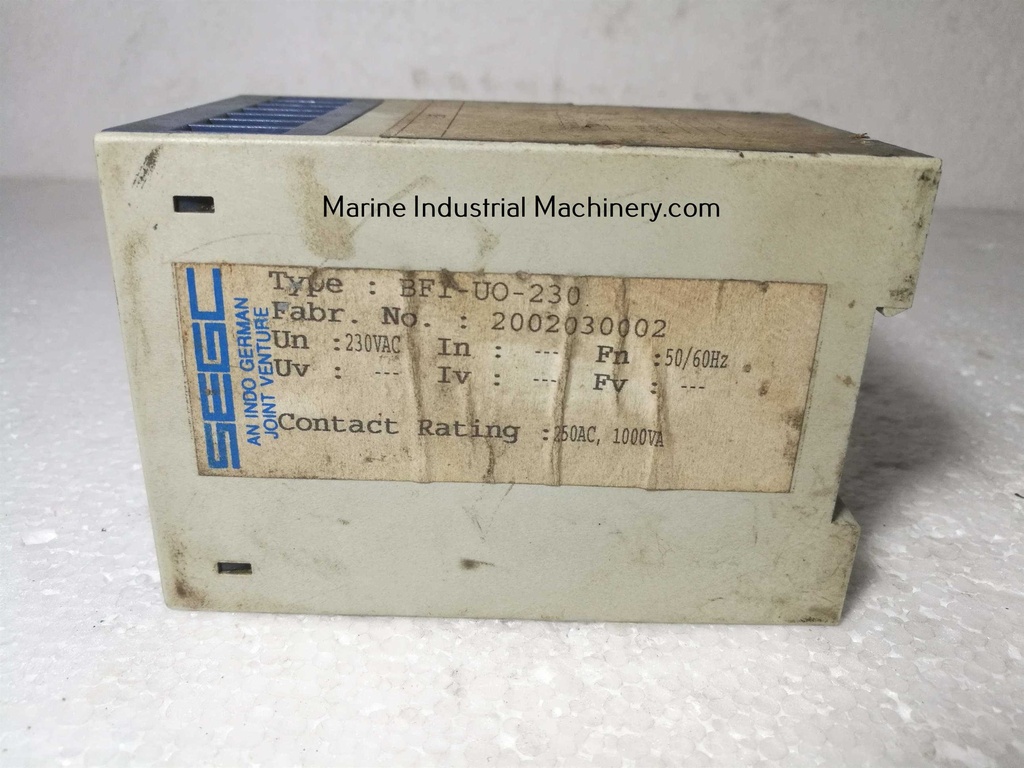 Marine Industrial Machinery.com
SEGC
AN INDO GERMAN
JOINT VENTURE
Type : BF1-UO-230
Fabr. No. : 2002030002
Un : 230VAC In : --- Fn : 50/60Hz
Uv : --- Iv : --- Fv : ---
Contact Rating : 250AC, 1000VA